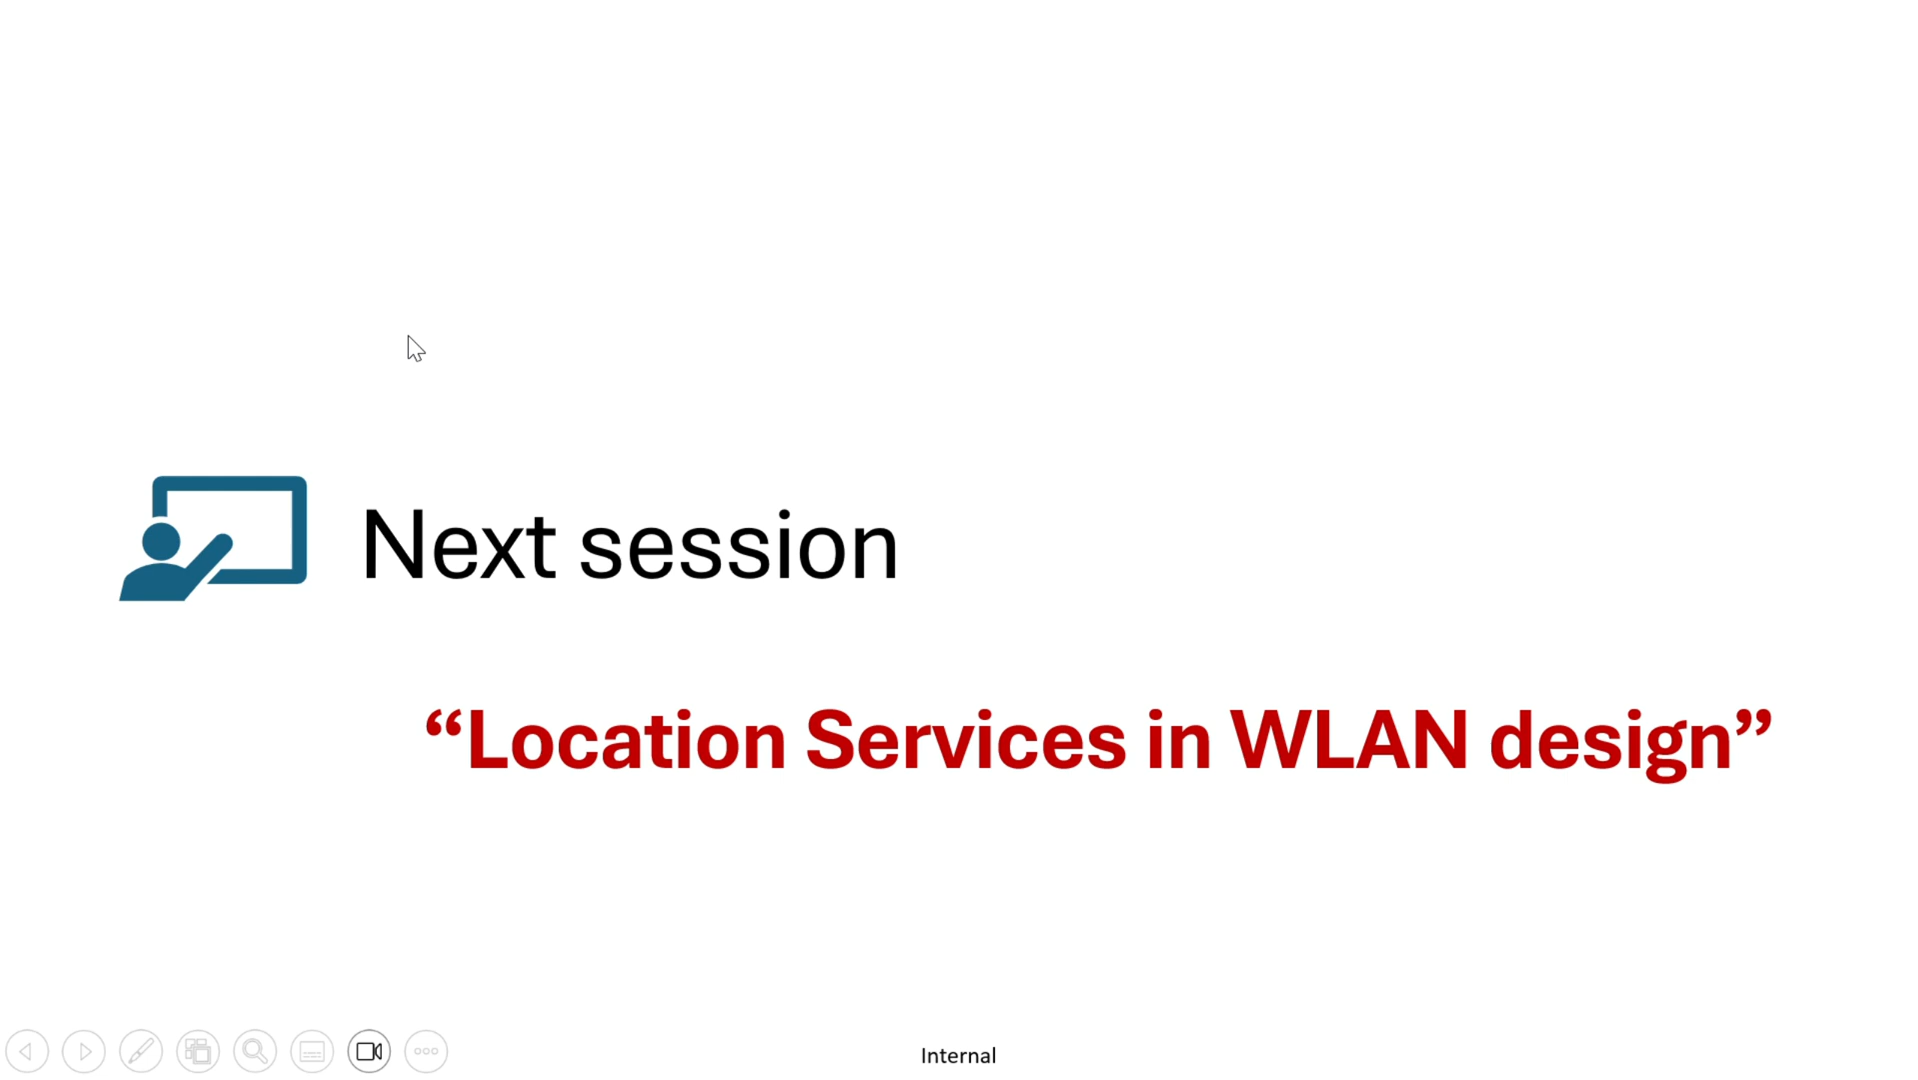 Next session
“Location Services in WLAN design”
Internal